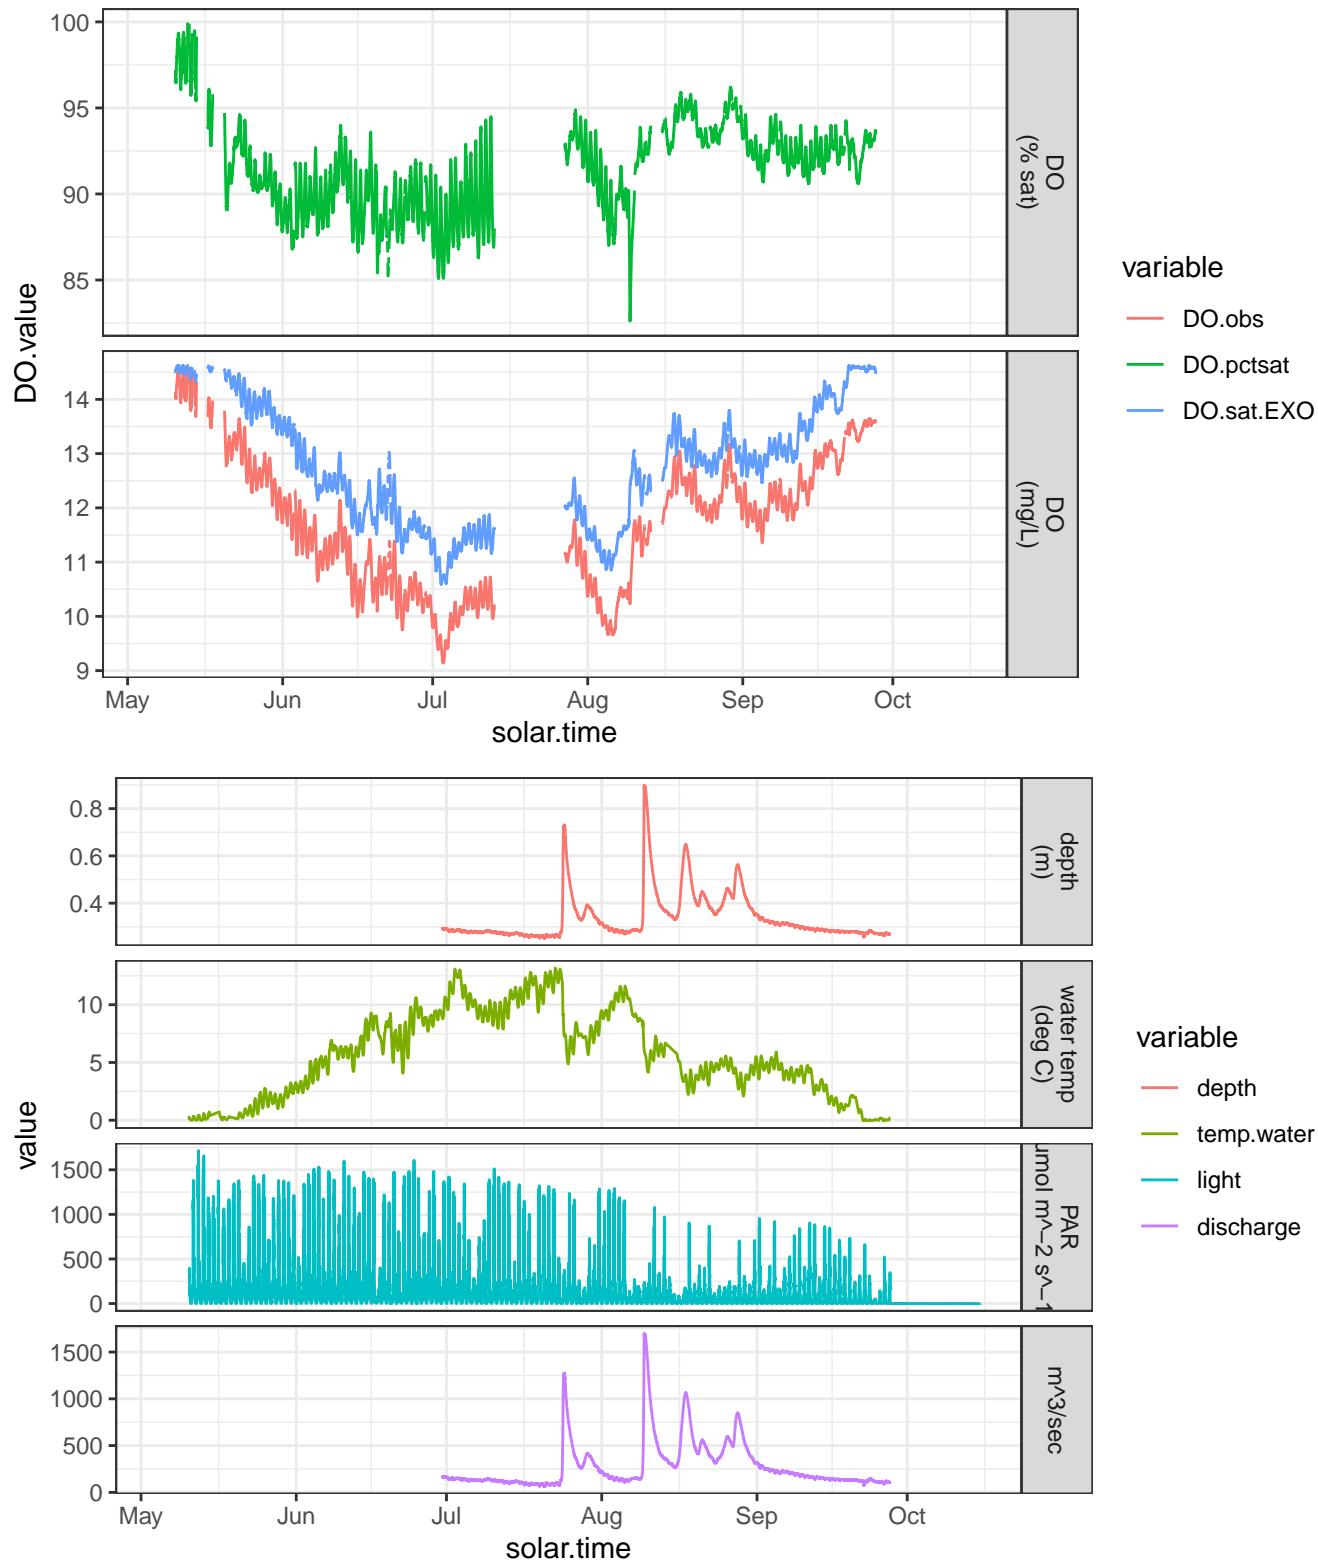 100
95
90
85
DO
(% sat)
14
13
12
11
10
9
DO
(mg/L)
DO.value
May
Jun
Jul
Aug
Sep
Oct
solar.time
variable
DO.obs
DO.pctsat
DO.sat.EXO
0.8
0.6
0.4
depth
(m)
10
5
0
water temp
(deg C)
1500
1000
500
0
PAR
umol m^−2 s^−1
1500
1000
500
0
m^3/sec
value
May
Jun
Jul
Aug
Sep
Oct
solar.time
variable
depth
temp.water
light
discharge